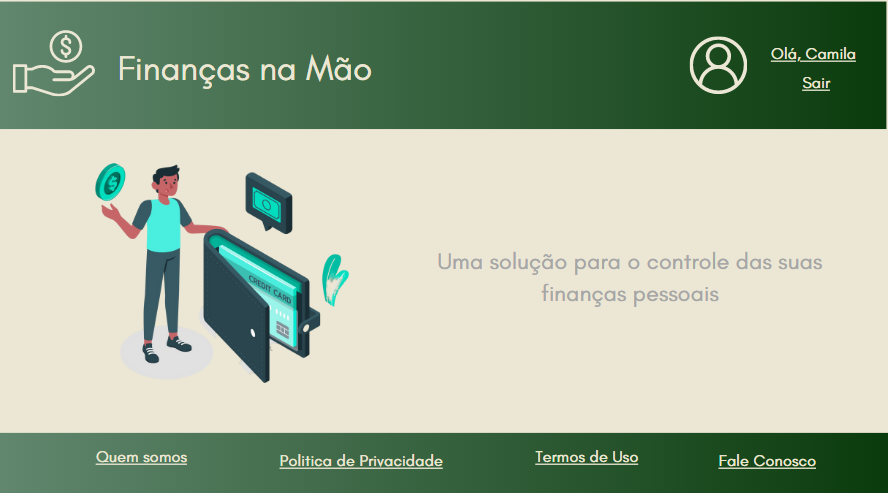 Finanças na Mão
Olá, Camila
Sair
CREDIT CARD
Uma solução para o controle das suas
finanças pessoais
Quem somos
Politica de Privacidade
Termos de Uso
Fale Conosco